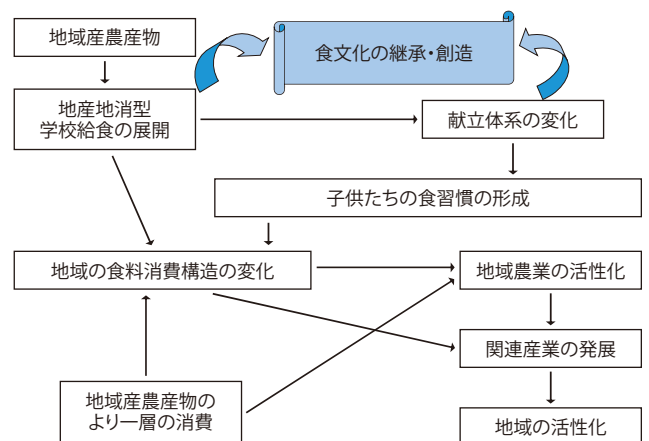 地域産農産物
食文化の継承・創造
地産地消型
学校給食の展開
献立体系の変化
子供たちの食習慣の形成
地域の食料消費構造の変化
地域農業の活性化
関連産業の発展
地域産農産物の
より一層の消費
地域の活性化